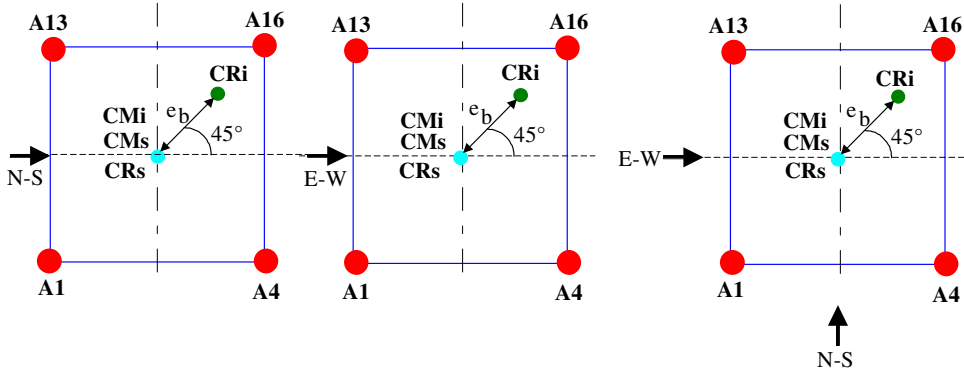 A13 A16
CRi
e b
CMi
45°
CMs
N-S
CRs
A1 A4
A13 A16
CRi
e b
CMi
45°
CMs
E-W
CRs
A1 A4
A13 A16
CRi
e b
CMi
45°
CMs
E-W
CRs
A1 A4
N-S